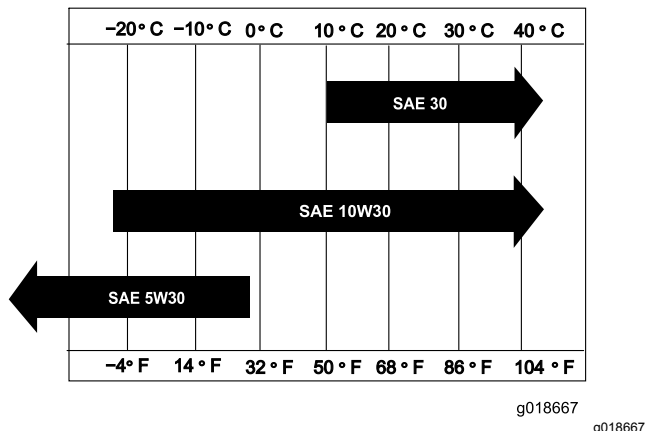 −20° C −10° C 0° C 10° C 20° C 30° C 40° C
SAE 30
SAE 10W30
SAE 5W30
−4° F 14° F 32° F 50° F 68° F 86° F 104° F
g018667
g018667